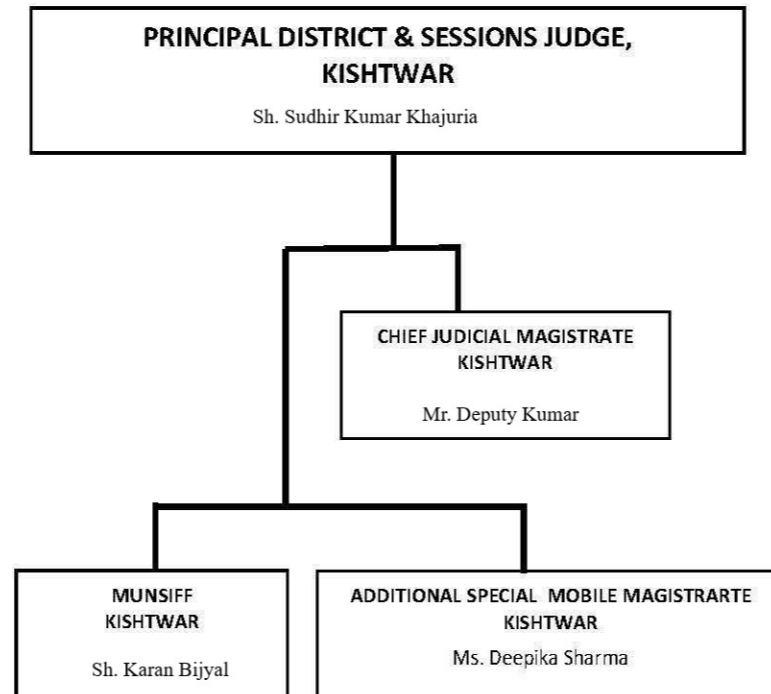 PRINCIPAL DISTRICT & SESSIONS JUDGE,
KISHTWAR
Sh. Sudhir Kumar Khajuria
CHIEF JUDICIAL MAGISTRATE
KISHTWAR
Mr. Deputy Kumar
MUNSIFF
KISHTWAR
Sh. Karan Bijyal
ADDITIONAL SPECIAL MOBILE MAGISTRARTE
KISHTWAR
Ms. Deepika Sharma